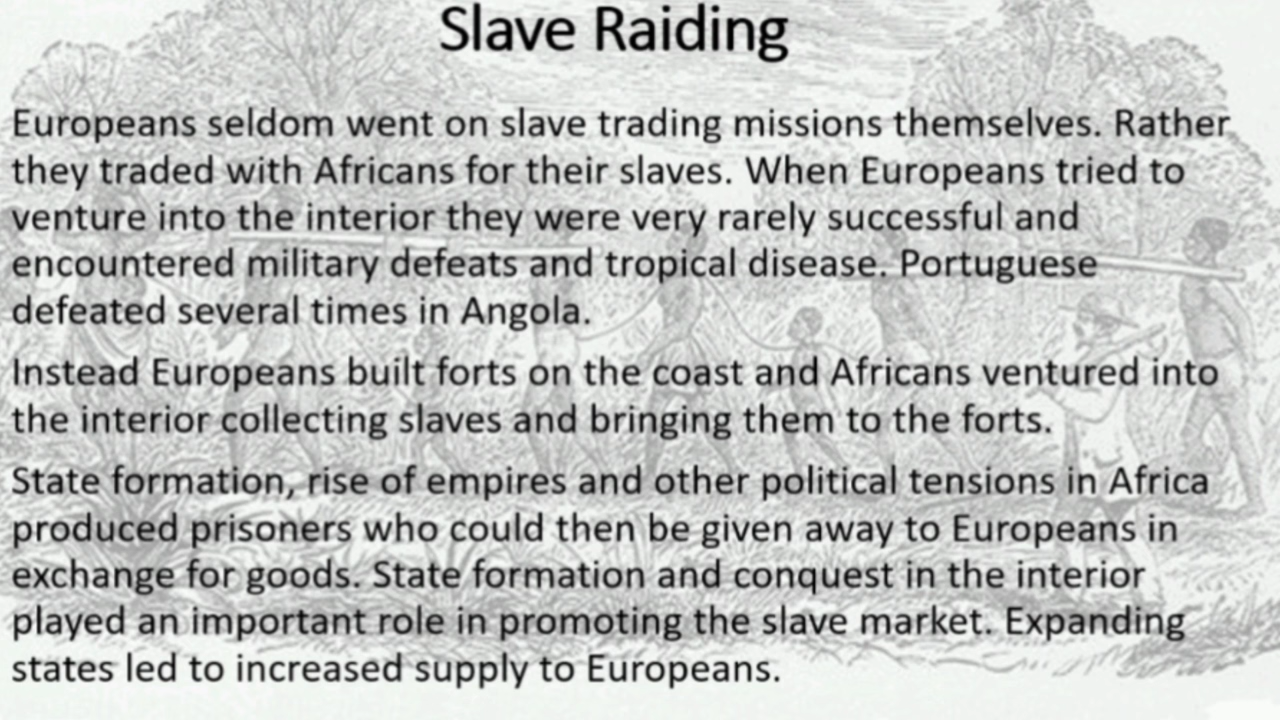 Slave Raiding
Europeans seldom went on slave trading missions themselves. Rather
they traded with Africans for their slaves. When Europeans tried to
venture into the interior they were very rarely successful and
encountered military defeats and tropical disease. Portuguese
defeated several times in Angola.
Instead Europeans built forts on the coast and Africans ventured into
the interior collecting slaves and bringing them to the forts.
State formation, rise of empires and other political tensions in Africa
produced prisoners who could then be given away to Europeans in
exchange for goods. State formation and conquest in the interior
played an important role in promoting the slave market. Expanding
states led to increased supply to Europeans.